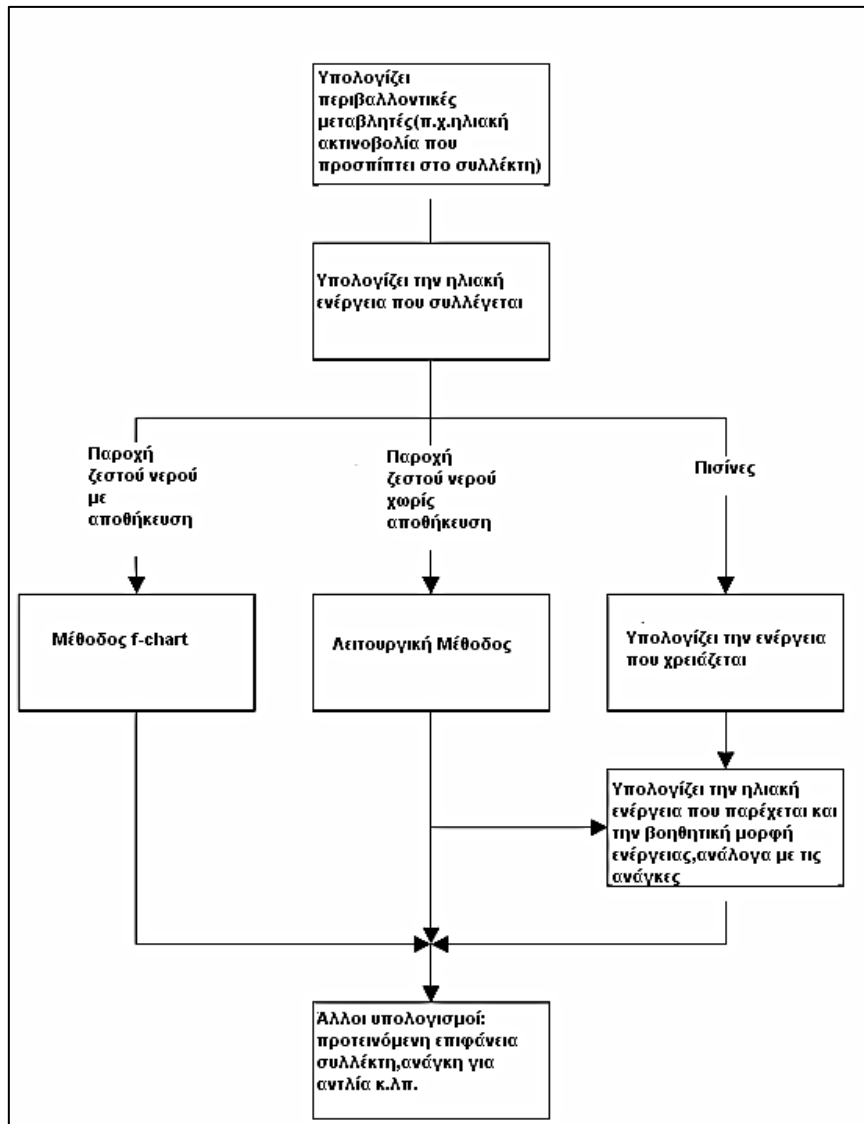 Υπολογίζει
περιβαλλοντικές
μεταβλητές(π.χ.ηλιακή
ακτινοβολία που
προσπίπτει στο συλλέκτη)
Υπολογίζει την ηλιακή
ενέργεια που συλλέγεται
Παροχή
ζεστού νερού
με
αποθήκευση
Παροχή
ζεστού νερού
χωρίς
αποθήκευση
Πισίνες
Μέθοδος f-chart
Λειτουργική Μέθοδος
Υπολογίζει την ενέργεια
που χρειάζεται
Υπολογίζει την ηλιακή
ενέργεια που παρέχεται και
την βοηθητική μορφή
ενέργειας,ανάλογα με τις
ανάγκες
Άλλοι υπολογισμοί:
προτεινόμενη επιφάνεια
συλλέκτη,ανάγκη για
αντλία κ.λπ.